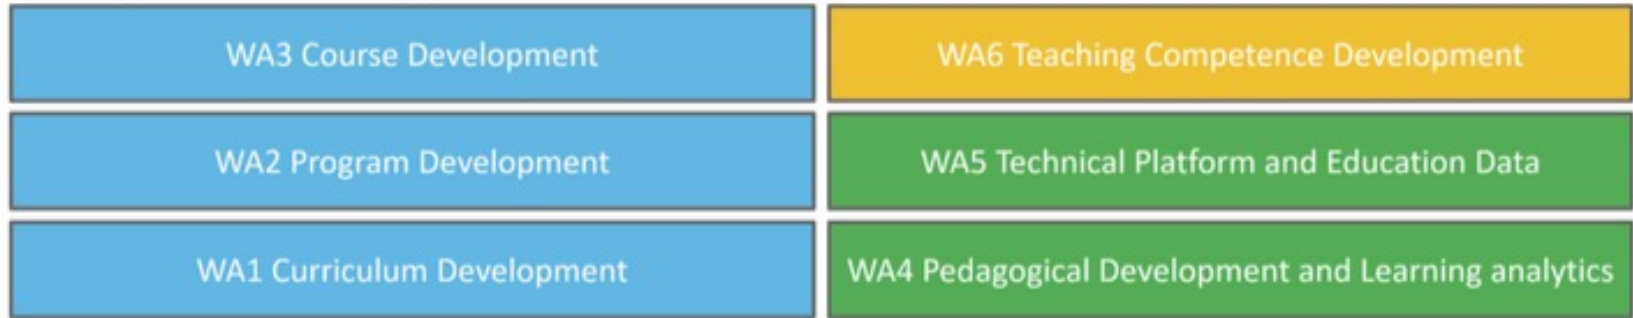 WA3 Course Development
WA6 Teaching Competence Development
WA2 Program Development
WA5 Technical Platform and Education Data
WA1 Curriculum Development
WA4 Pedagogical Development and Learning analytics